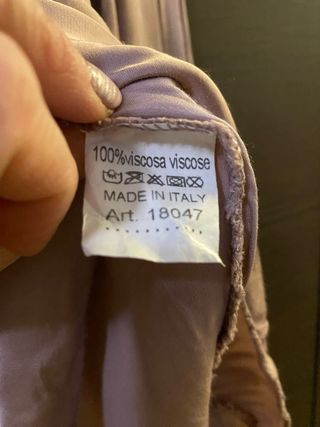 100%viscosa viscose
MADE IN ITALY
Art. 18047